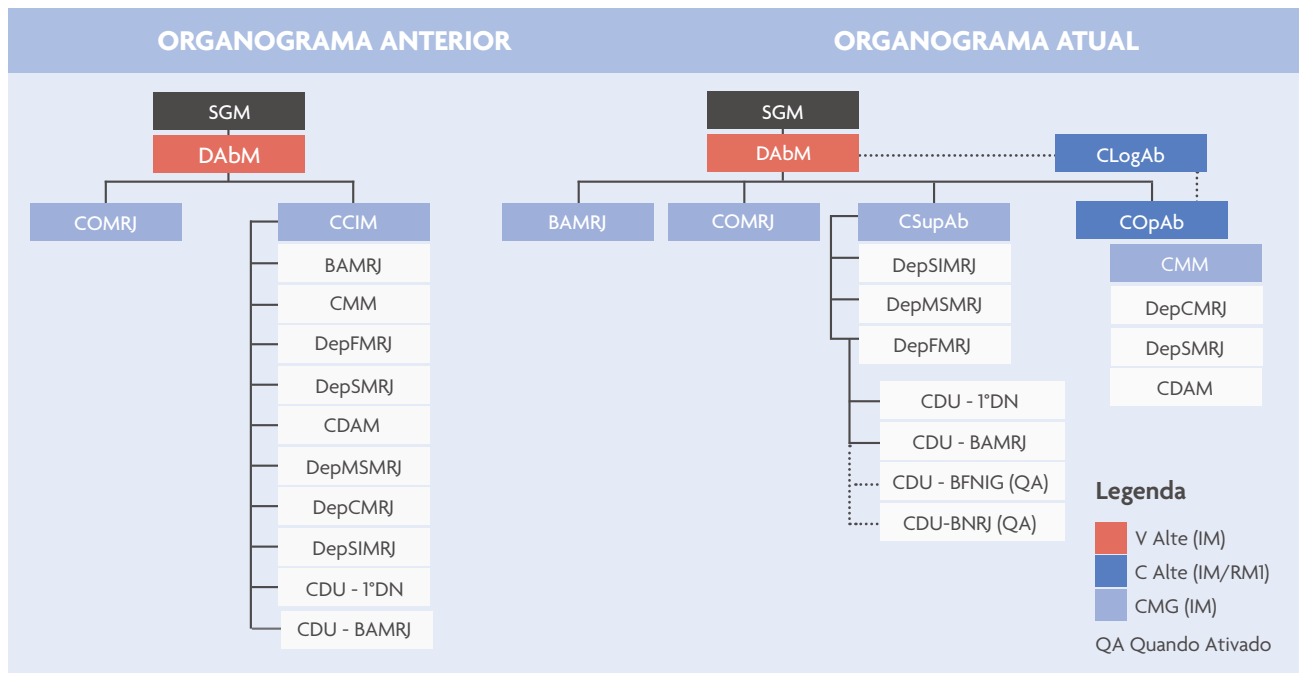 ORGANOGRAMA ANTERIOR
SGM
DAbM
COMRJ
CCIM
BAMRJ
CMM
DepFMRJ
DepSMRJ
CDAM
DepMSMRJ
DepCMRJ
DepSIMRJ
CDU - 1°DN
CDU - BAMRJ
ORGANOGRAMA ATUAL
SGM
DAbM
CLogAb
BAMRJ
COMRJ
CSupAb
COpAb
DepSIMRJ
DepMSMRJ
DepFMRJ
CDU - 1°DN
CDU - BAMRJ
CDU - BFNIG (QA)
CDU-BNRJ (QA)
CMM
DepCMRJ
DepSMRJ
CDAM
Legenda
V Alte (IM)
C Alte (IM/RM1)
CMG (IM)
QA Quando Ativado